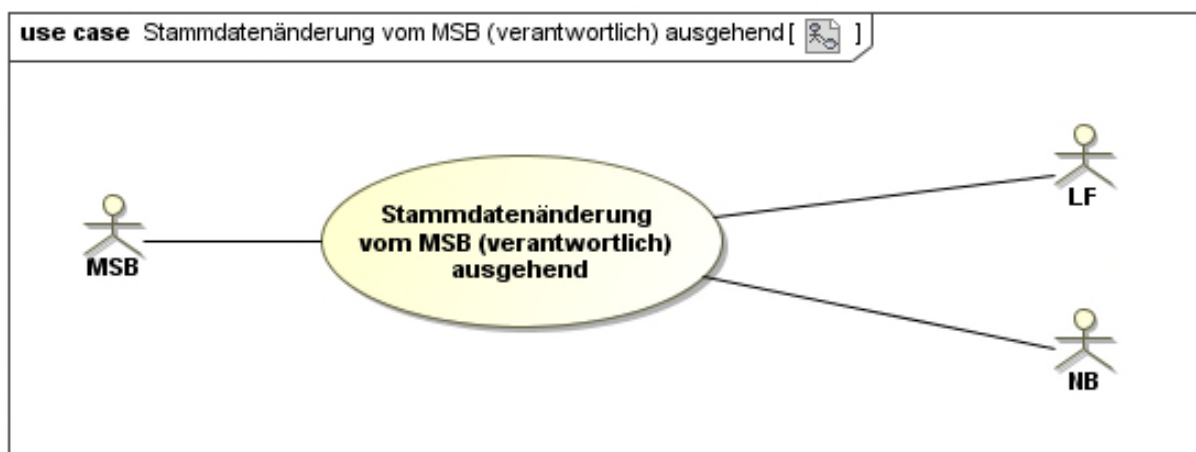 use case Stammdatenänderung vom MSB (verantwortlich) ausgehend [ ]
LF
Stammdatenänderung
vom MSB (verantwortlich)
ausgehend
MSB
NB